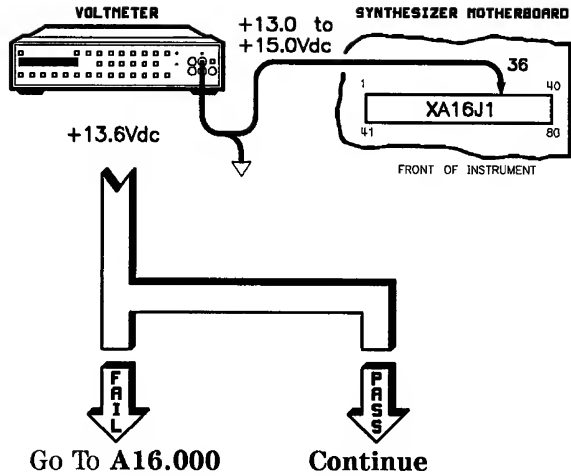 VOLTMETER
+13.0 to
+15.0Vdc
SYNTHESIZER MOTHERBOARD
36
1
40
XA16J1
41
80
FRONT OF INSTRUMENT
+13.6Vdc
FAIL
PASS
Go To A16.000
Continue